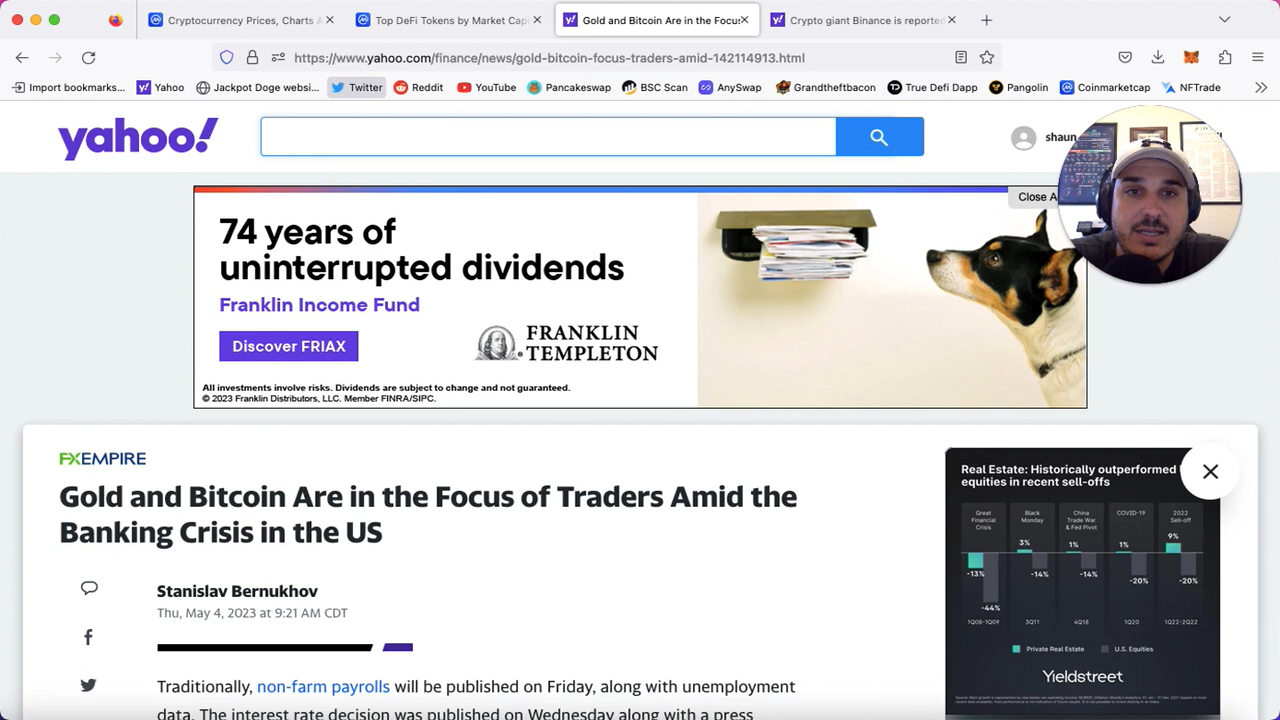 Cryptocurrency Prices, Charts A
Top DeFi Tokens by Market Cap
Gold and Bitcoin Are in the Focus
Crypto giant Binance is reported
https://www.yahoo.com/finance/news/gold-bitcoin-focus-traders-amid-142114913.html
Import bookmarks...
Yahoo
Jackpot Doge websi...
Twitter
Reddit
YouTube
Pancakeswap
BSC Scan
AnySwap
Grandtheftbacon
True Defi Dapp
Pangolin
Coinmarketcap
NFTrade
yahoo!
shaun
Close A
74 years of
uninterrupted dividends
Franklin Income Fund
Discover FRIAX
FRANKLIN
TEMPLETON
All investments involve risks. Dividends are subject to change and not guaranteed.
© 2023 Franklin Distributors, LLC. Member FINRA/SIPC.
FXEMPIRE
Gold and Bitcoin Are in the Focus of Traders Amid the
Banking Crisis in the US
Stanislav Bernukhov
Thu, May 4, 2023 at 9:21 AM CDT
Traditionally, non-farm payrolls will be published on Friday, along with unemployment
data. The interest rate decision was published on Wednesday along with a press
Real Estate: Historically outperformed
equities in recent sell-offs
Great
Financial
Crisis
Black
Monday
China
Trade War
& Fed Pivot
COVID-19
2022
Sell-off
-13%
-44%
3%
-14%
1%
-14%
1%
-20%
9%
-20%
1Q08-1Q09
3Q11
4Q18
1Q20
1Q22-2Q22
Private Real Estate
U.S. Equities
Yieldstreet